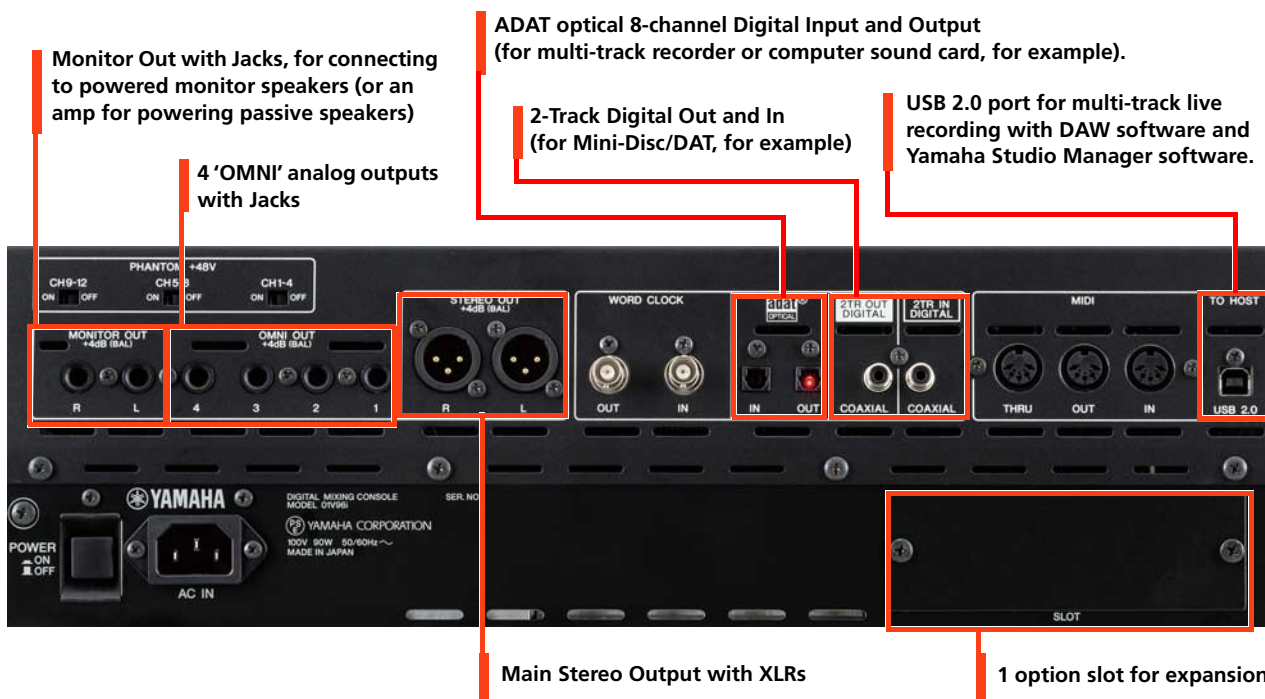 ADAT optical 8-channel Digital Input and Output
(for multi-track recorder or computer sound card, for example).
Monitor Out with Jacks, for connecting
to powered monitor speakers (or an
amp for powering passive speakers)
2-Track Digital Out and In
(for Mini-Disc/DAT, for example)
USB 2.0 port for multi-track live
recording with DAW software and
Yamaha Studio Manager software.
4 ‘OMNI’ analog outputs
with Jacks
PHANTOM +48V
CH9-12 CH5-8 CH1-4
ON OFF ON OFF ON OFF
MONITOR OUT
+4dB (BAL)
R L
OMNI OUT
+4dB (BAL)
4 3 2 1
STEREO OUT
+4dB (BAL)
R L
WORD CLOCK
OUT IN
adat®
OPTICAL
IN OUT
2TR OUT
DIGITAL
COAXIAL
2TR IN
DIGITAL
COAXIAL
MIDI
THRU OUT IN
TO HOST
USB 2.0
POWER
ON
OFF
YAMAHA
AC IN
DIGITAL MIXING CONSOLE
MODEL 01V96i
SER. NO
PS
E
YAMAHA CORPORATION
100V 90W 50/60Hz～
MADE IN JAPAN
SLOT
Main Stereo Output with XLRs
1 option slot for expansion